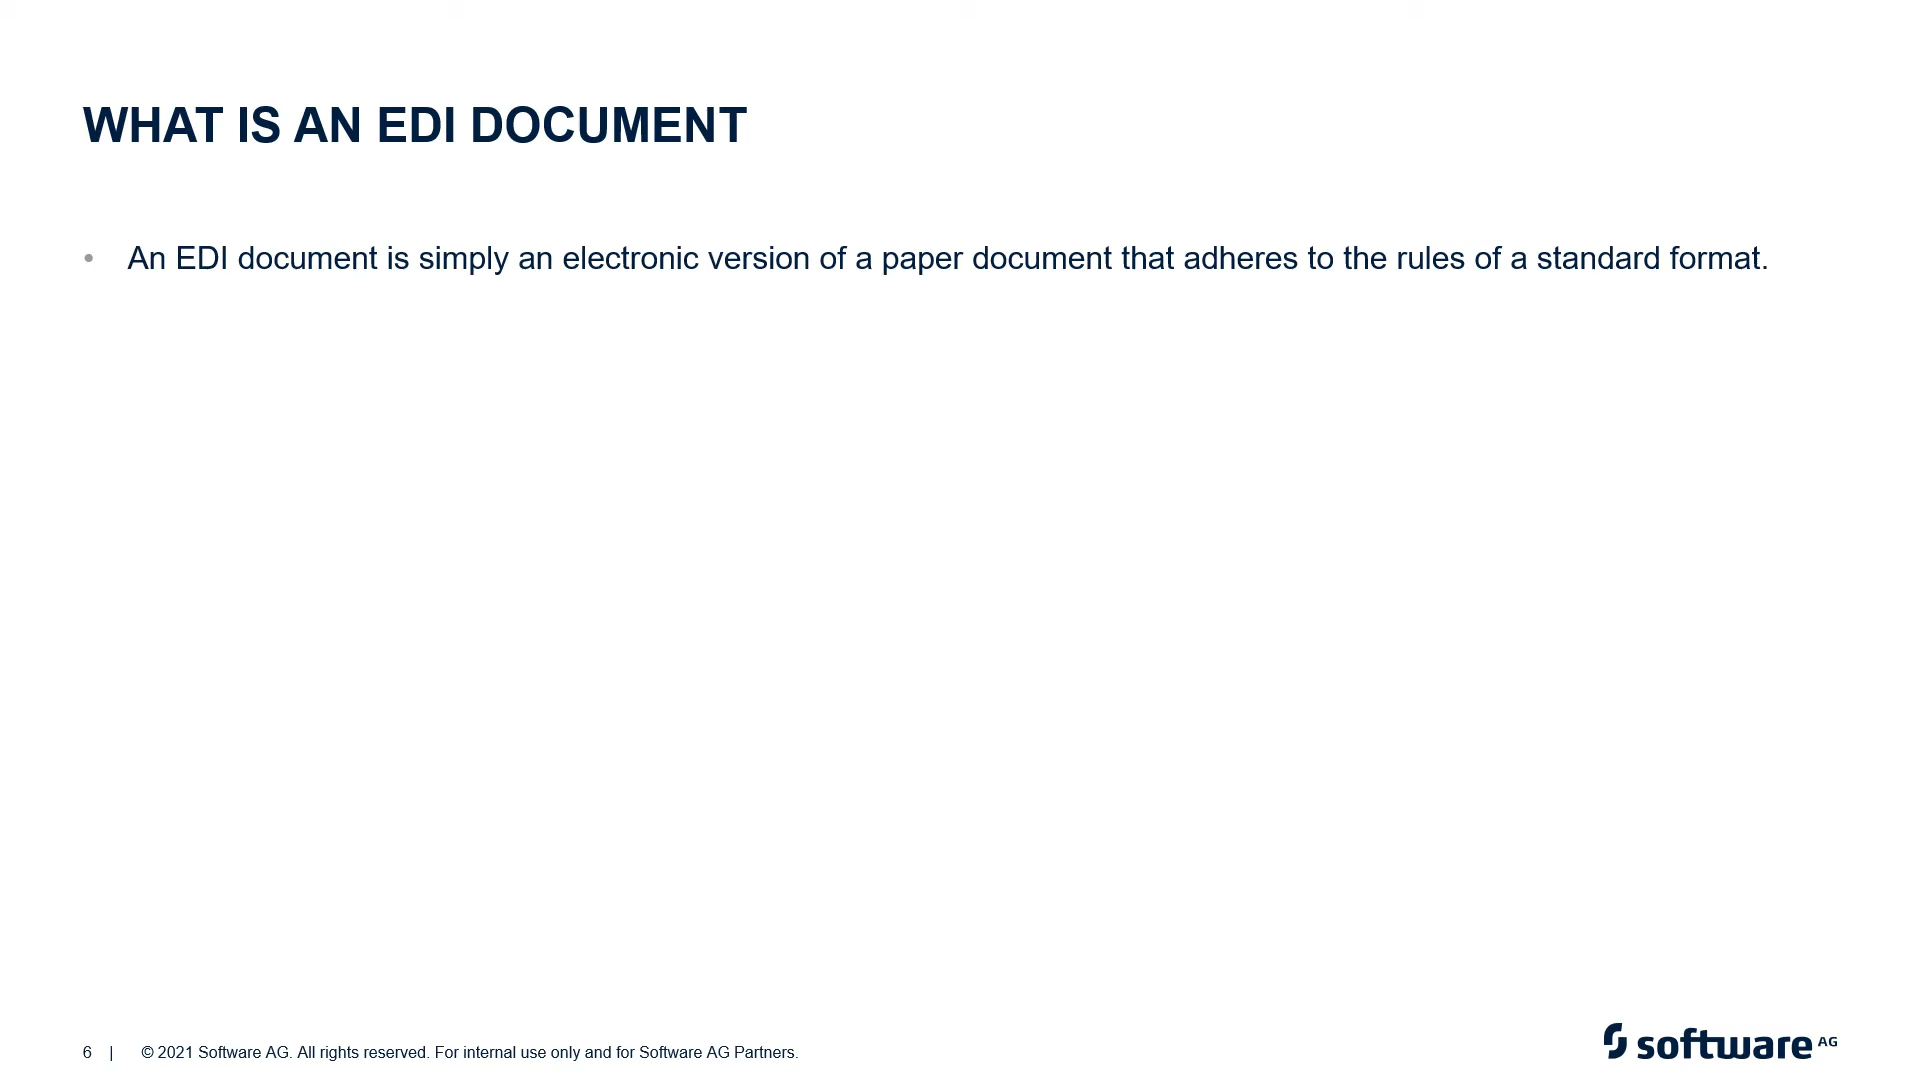 WHAT IS AN EDI DOCUMENT
• An EDI document is simply an electronic version of a paper document that adheres to the rules of a standard format.
6 | © 2021 Software AG. All rights reserved. For internal use only and for Software AG Partners.
software AG